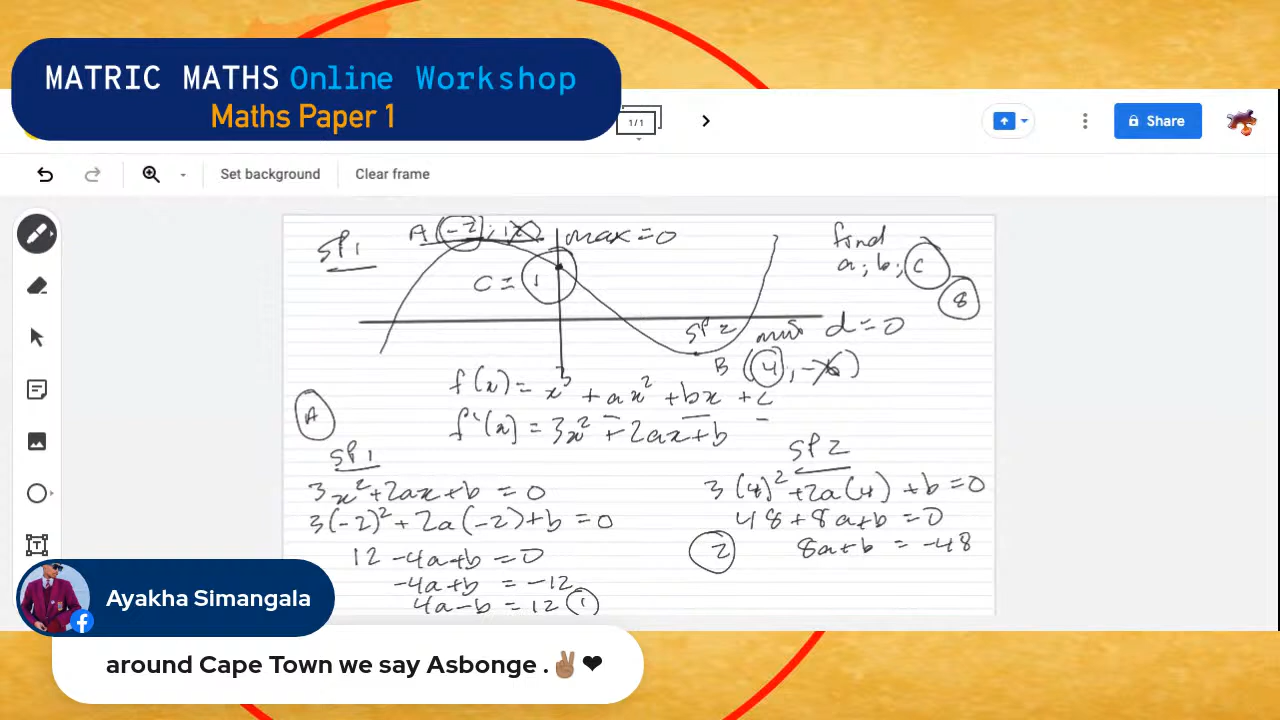 MATRIC MATHS Online Workshop
Maths Paper 1
1/1
Share
Set background
Clear frame
SP1
A(-2; 12)
max = 0
find
a; b; c
8
c = 1
SP2
min
d = 0
B (4, -6)
f(x) = x³ + ax² + bx + c
f'(x) = 3x² + 2ax + b
A
SP1
3x² + 2ax + b = 0
3(-2)² + 2a(-2) + b = 0
12 - 4a + b = 0
-4a + b = -12
4a - b = 12 (1)
SP2
3(4)² + 2a(4) + b = 0
48 + 8a + b = 0
2
8a + b = -48
Ayakha Simangala
around Cape Town we say Asbonge .✌🏽❤